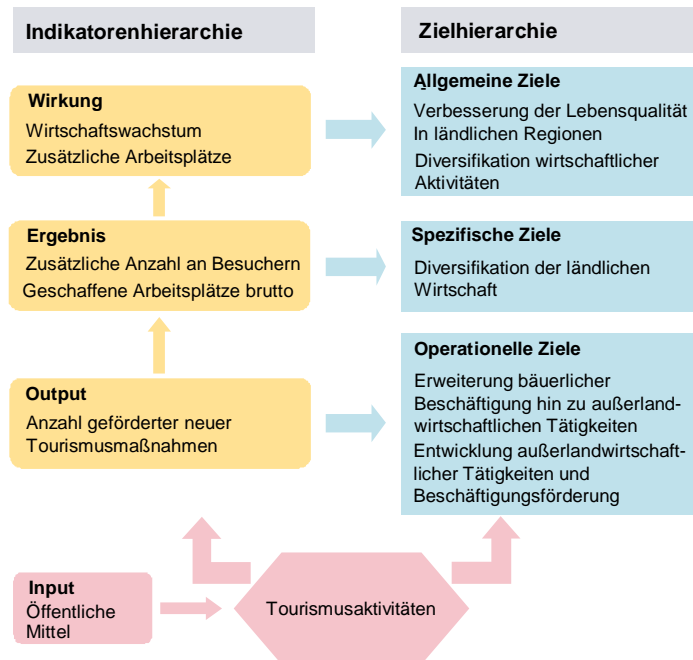 Indikatorenhierarchie
Zielhierarchie
Wirkung
Wirtschaftswachstum
Zusätzliche Arbeitsplätze
Allgemeine Ziele
Verbesserung der Lebensqualität
In ländlichen Regionen
Diversifikation wirtschaftlicher
Aktivitäten
Ergebnis
Zusätzliche Anzahl an Besuchern
Geschaffene Arbeitsplätze brutto
Spezifische Ziele
Diversifikation der ländlichen
Wirtschaft
Output
Anzahl geförderter neuer
Tourismusmaßnahmen
Operationelle Ziele
Erweiterung bäuerlicher
Beschäftigung hin zu außerland-
wirtschaftlichen Tätigkeiten
Entwicklung außerlandwirtschaft-
licher Tätigkeiten und
Beschäftigungsförderung
Input
Öffentliche
Mittel
Tourismusaktivitäten